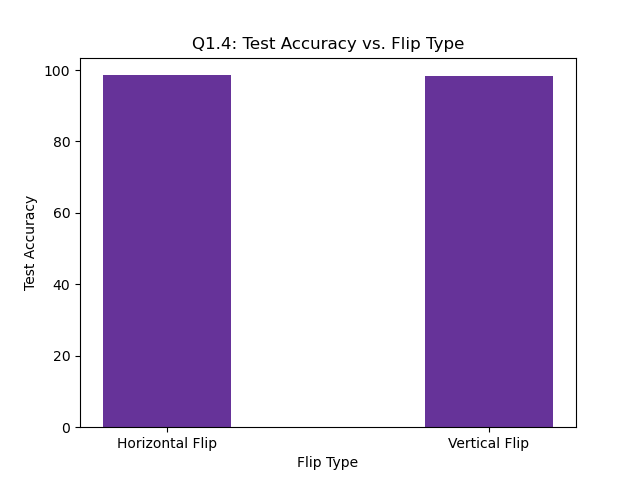 Q1.4: Test Accuracy vs. Flip Type
100
80
60
40
20
0
Test Accuracy
Horizontal Flip
Vertical Flip
Flip Type